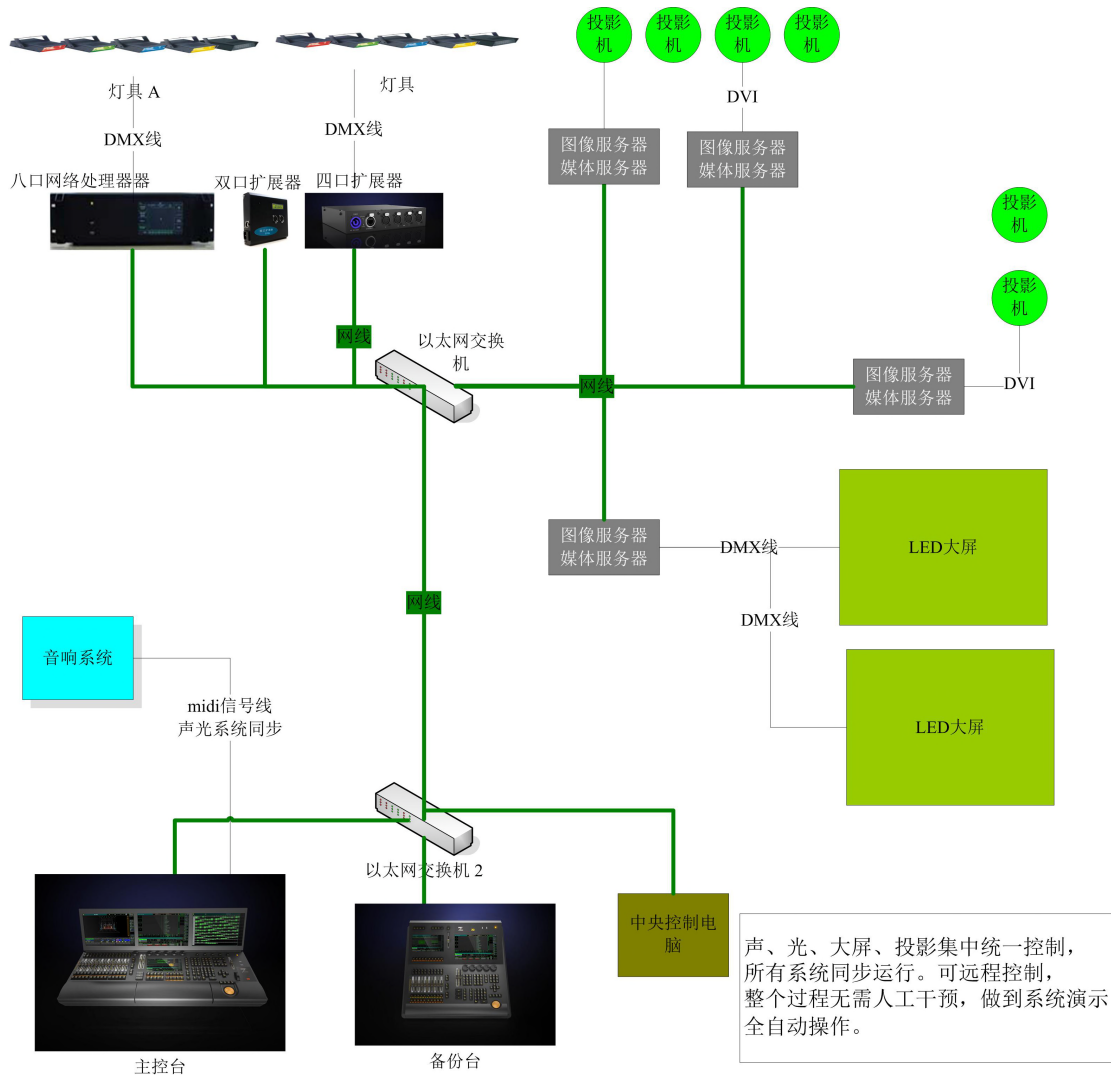 投影
机
投影
机
投影
机
投影
机
灯具 A
灯具
DVI
DMX线
DMX线
图像服务器
媒体服务器
图像服务器
媒体服务器
八口网络处理器器
双口扩展器
四口扩展器
投影
机
投影
机
网线
以太网交换
机
网线
图像服务器
媒体服务器
DVI
图像服务器
媒体服务器
DMX线
LED大屏
网线
DMX线
音响系统
midi信号线
声光系统同步
LED大屏
以太网交换机 2
中央控制电
脑
声、光、大屏、投影集中统一控制，
所有系统同步运行。可远程控制，
整个过程无需人工干预，做到系统演示
全自动操作。
主控台
备份台